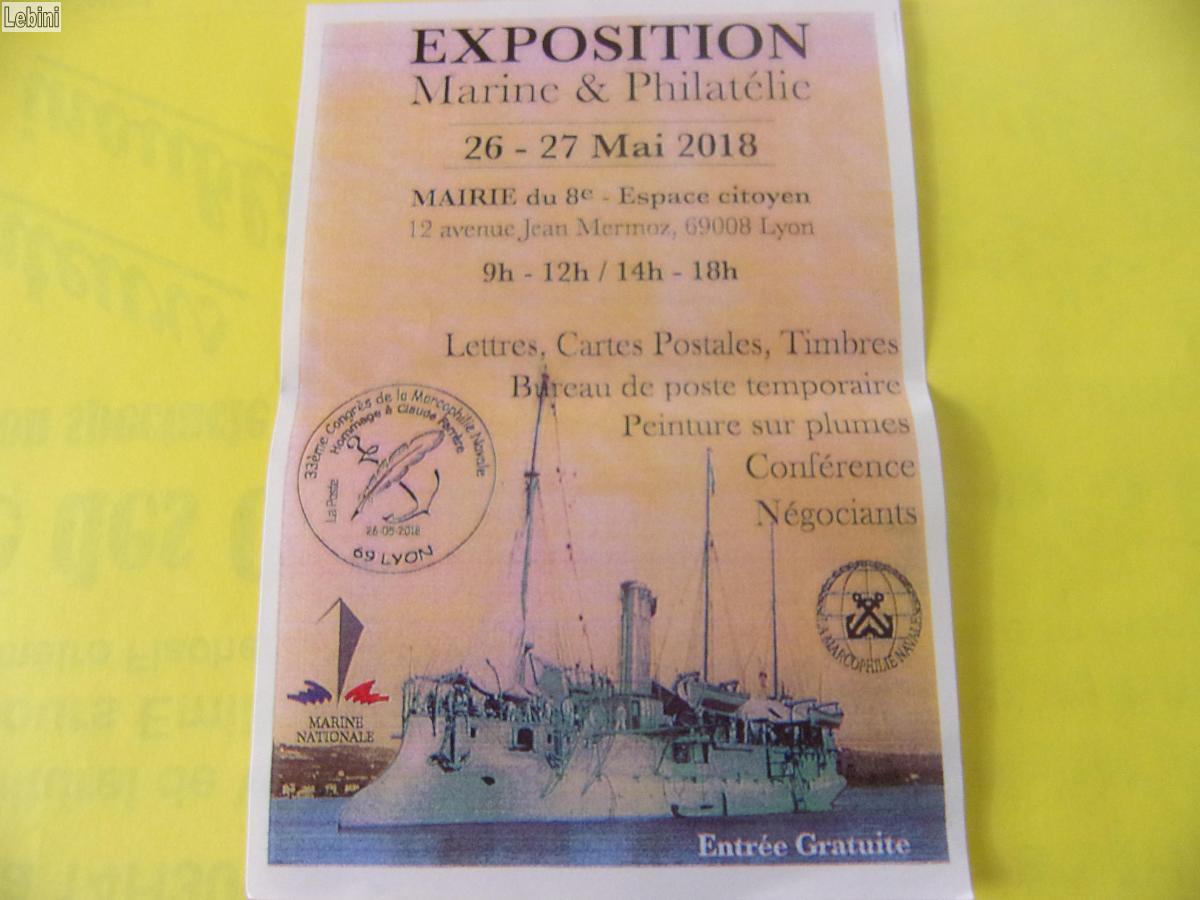 Lebini
EXPOSITION
Marine & Philatélie
26 - 27 Mai 2018
MAIRIE du 8e - Espace citoyen
12 avenue Jean Mermoz, 69008 Lyon
9h - 12h / 14h - 18h
Lettres, Cartes Postales, Timbres
Bureau de poste temporaire
Peinture sur plumes
Conférence
Négociants
33ème Congrès de la Marcophilie Navale
Hommage à Claude Farrère
La Poste
26-05-2018
69 LYON
LA MARCOPHILIE NAVALE
MARINE
NATIONALE
Entrée Gratuite